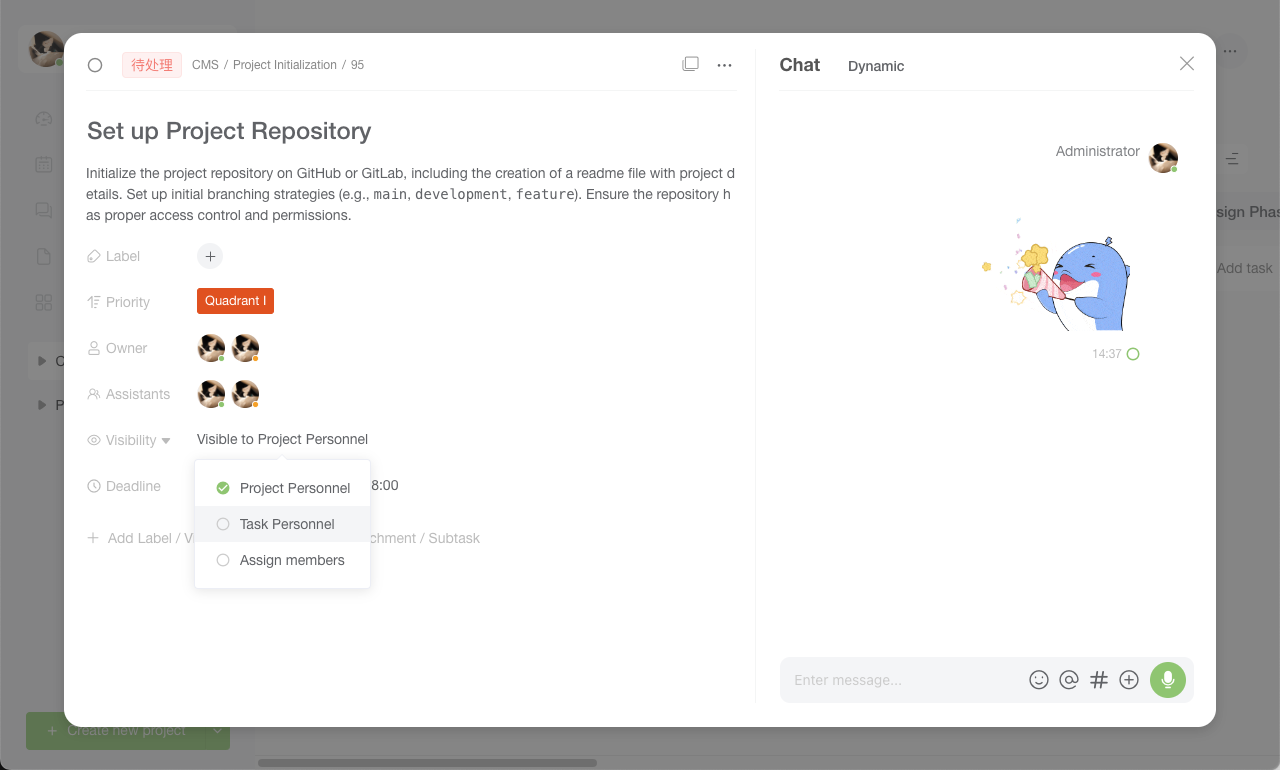 待处理 CMS / Project Initialization / 95
Set up Project Repository
Initialize the project repository on GitHub or GitLab, including the creation of a readme file with project d
etails. Set up initial branching strategies (e.g., main, development, feature). Ensure the repository h
as proper access control and permissions.
Label
Priority Quadrant I
Owner
Assistants
Visibility Visible to Project Personnel
Deadline 8:00
Project Personnel
Task Personnel
Assign members
Add Label / V chment / Subtask
Chat Dynamic
Administrator
14:37
Enter message...
sign Phas
Add task
C
P
Create new project